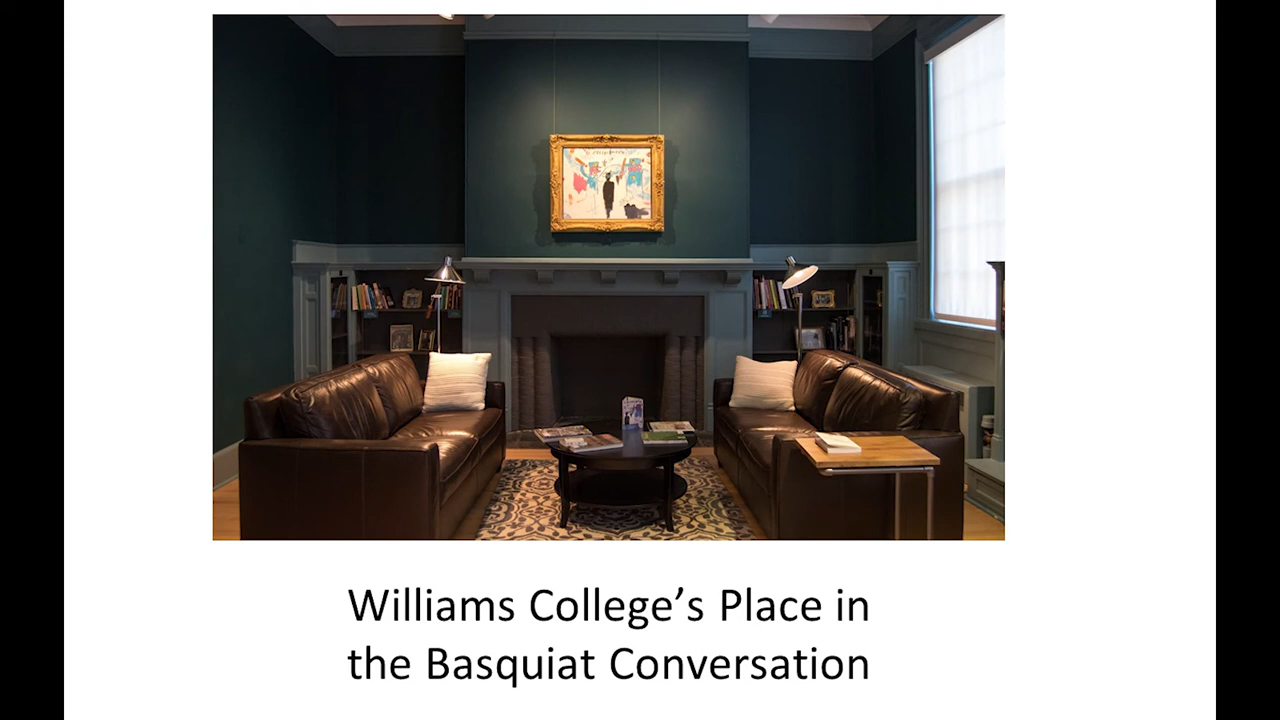 Williams College’s Place in
the Basquiat Conversation